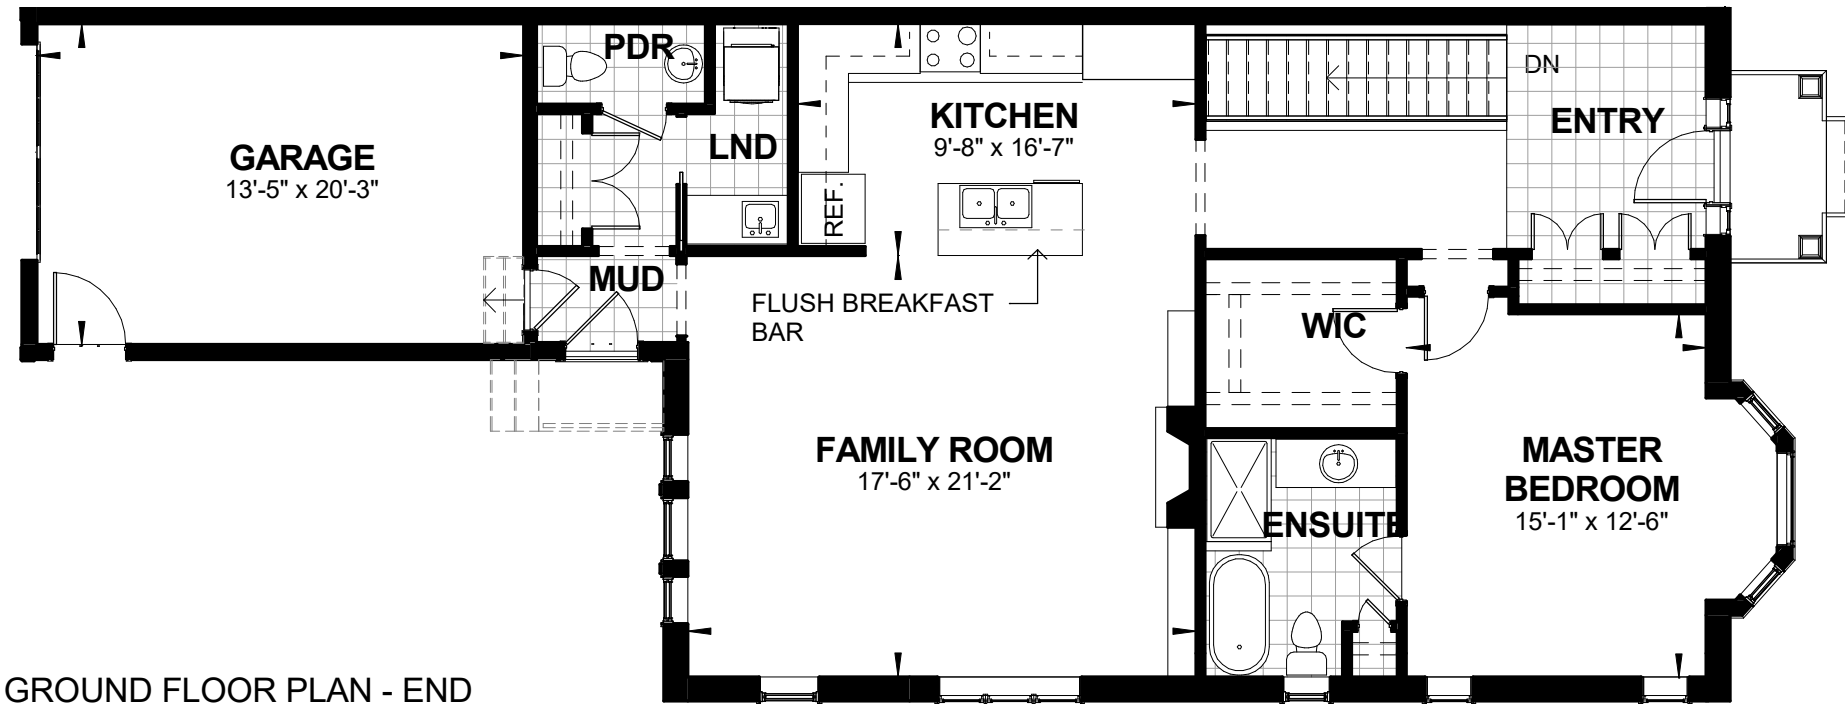 PDR
DN
KITCHEN
9'-8" x 16'-7"
ENTRY
GARAGE
13'-5" x 20'-3"
LND
REF.
MUD
FLUSH BREAKFAST
BAR
WIC
FAMILY ROOM
17'-6" x 21'-2"
MASTER
BEDROOM
15'-1" x 12'-6"
ENSUITE
GROUND FLOOR PLAN - END